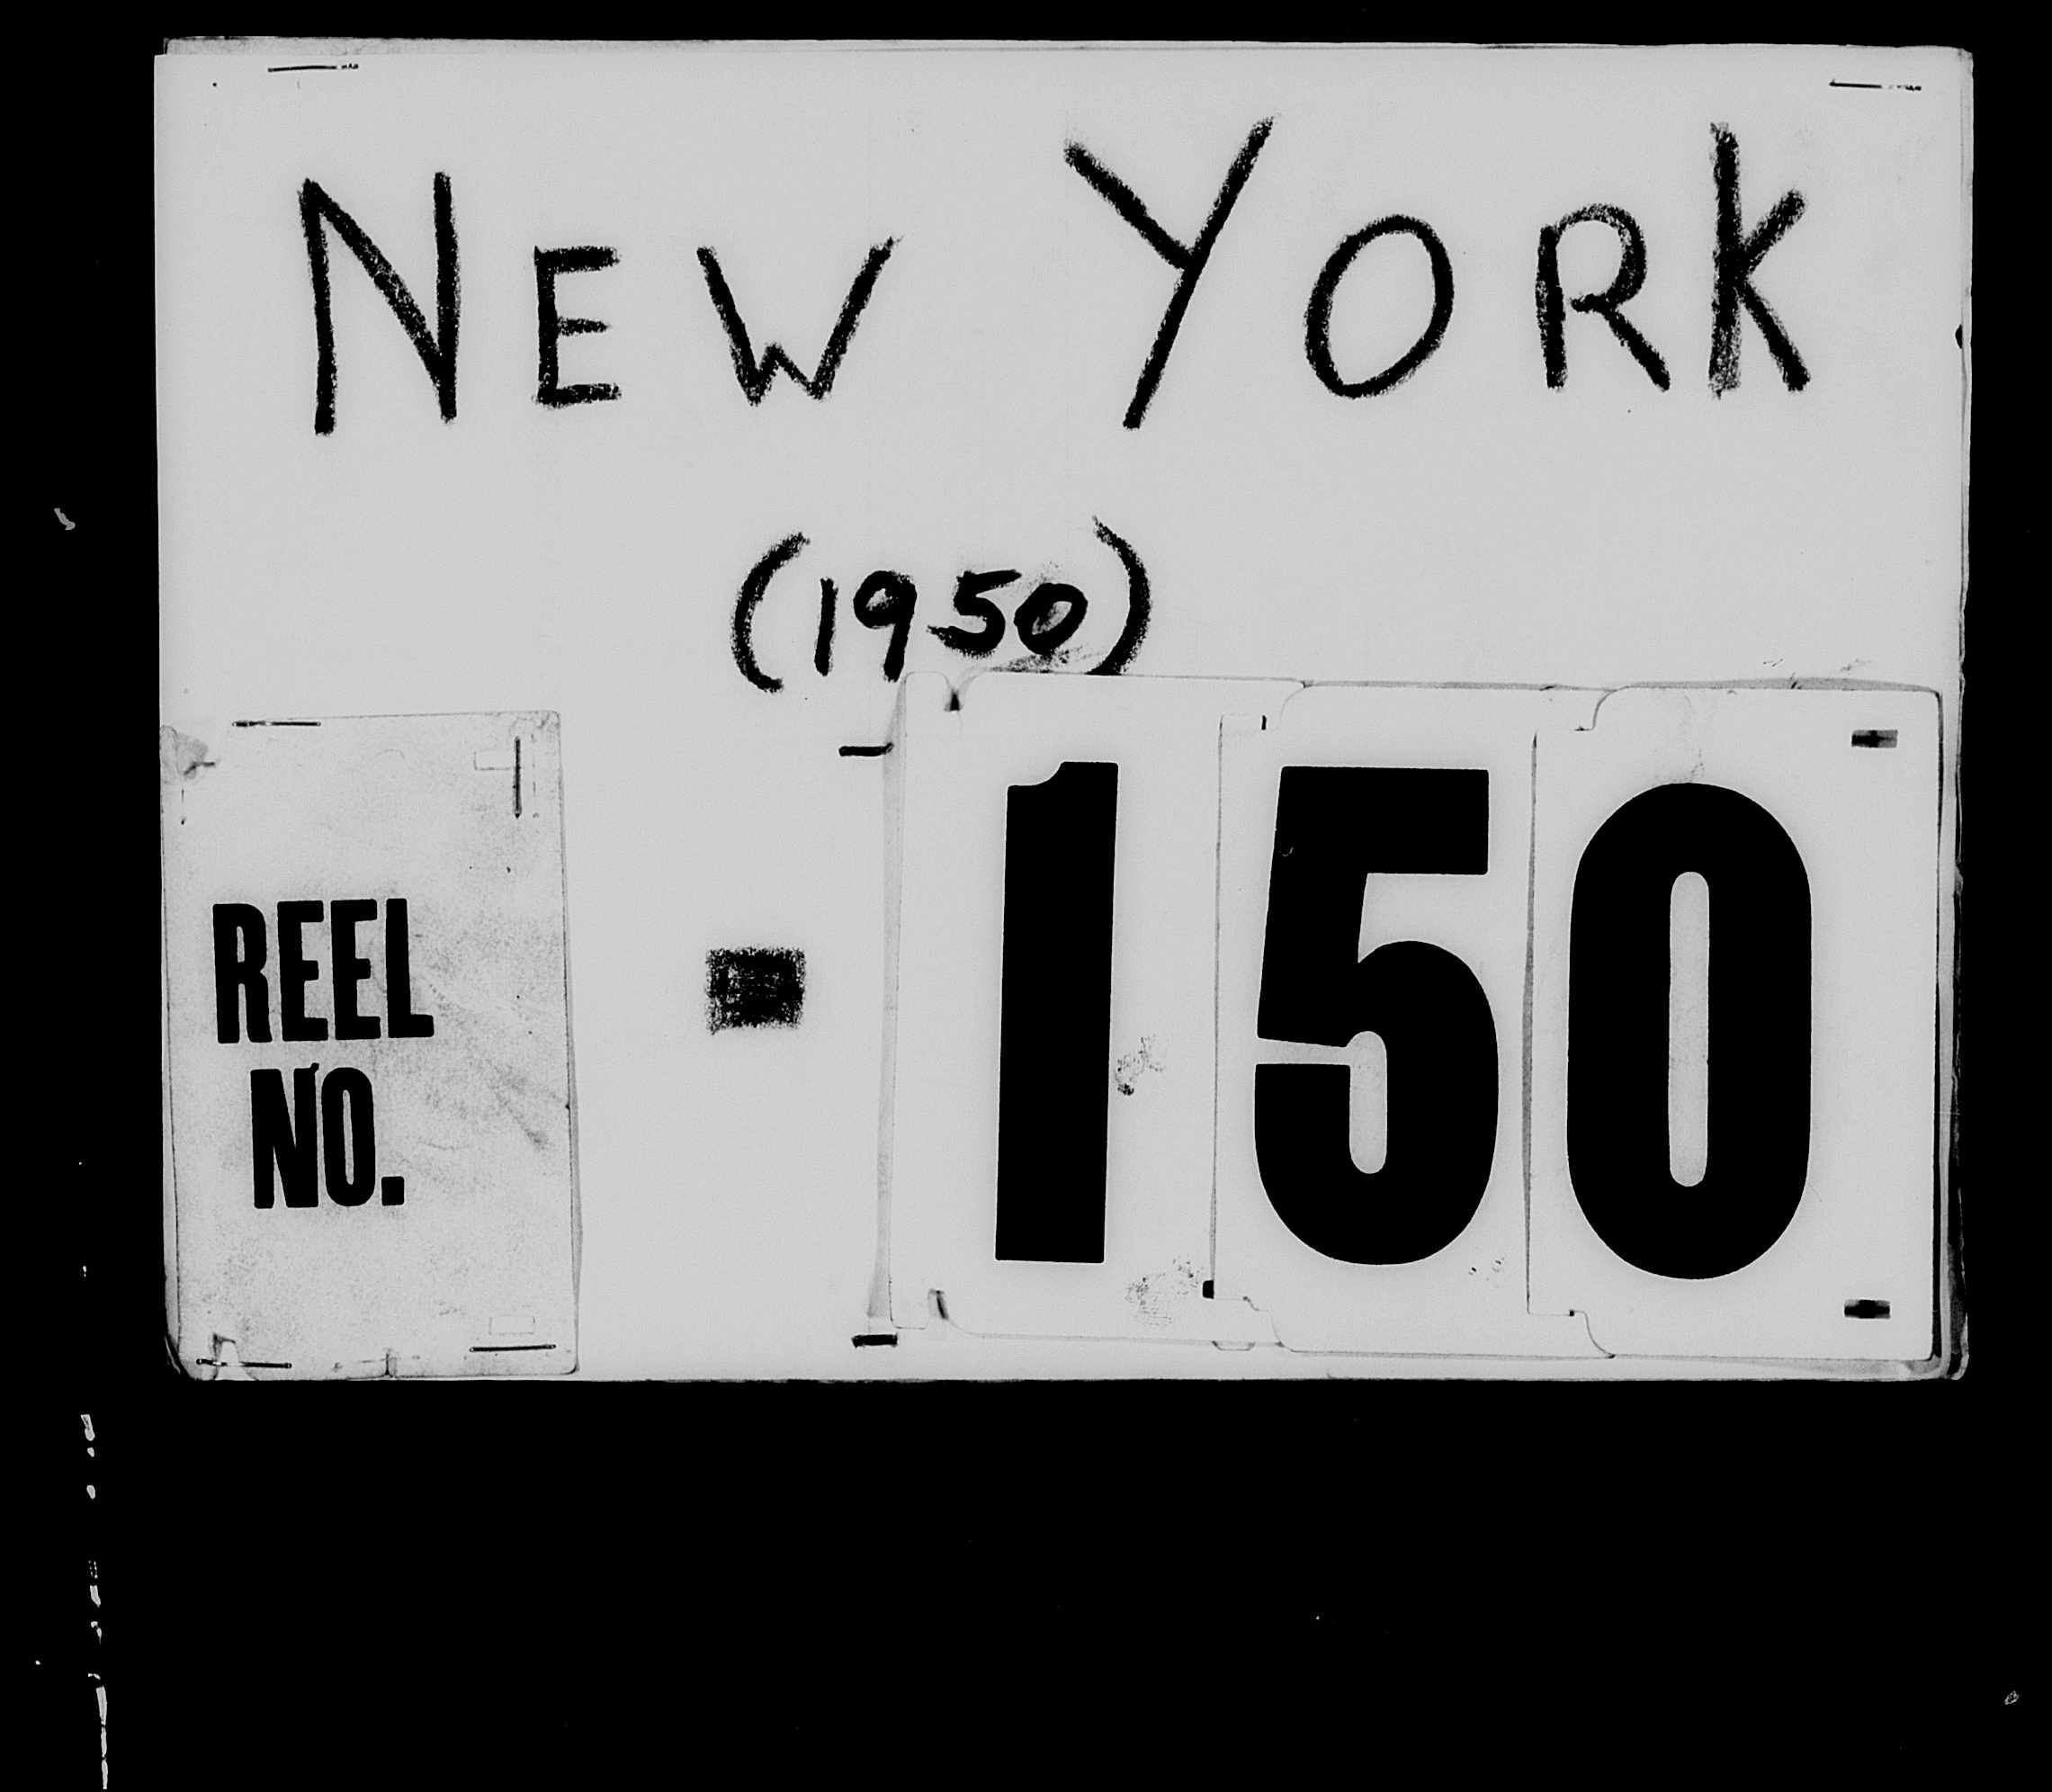 NEW YORK
(1950)
REEL
NO.
- 150